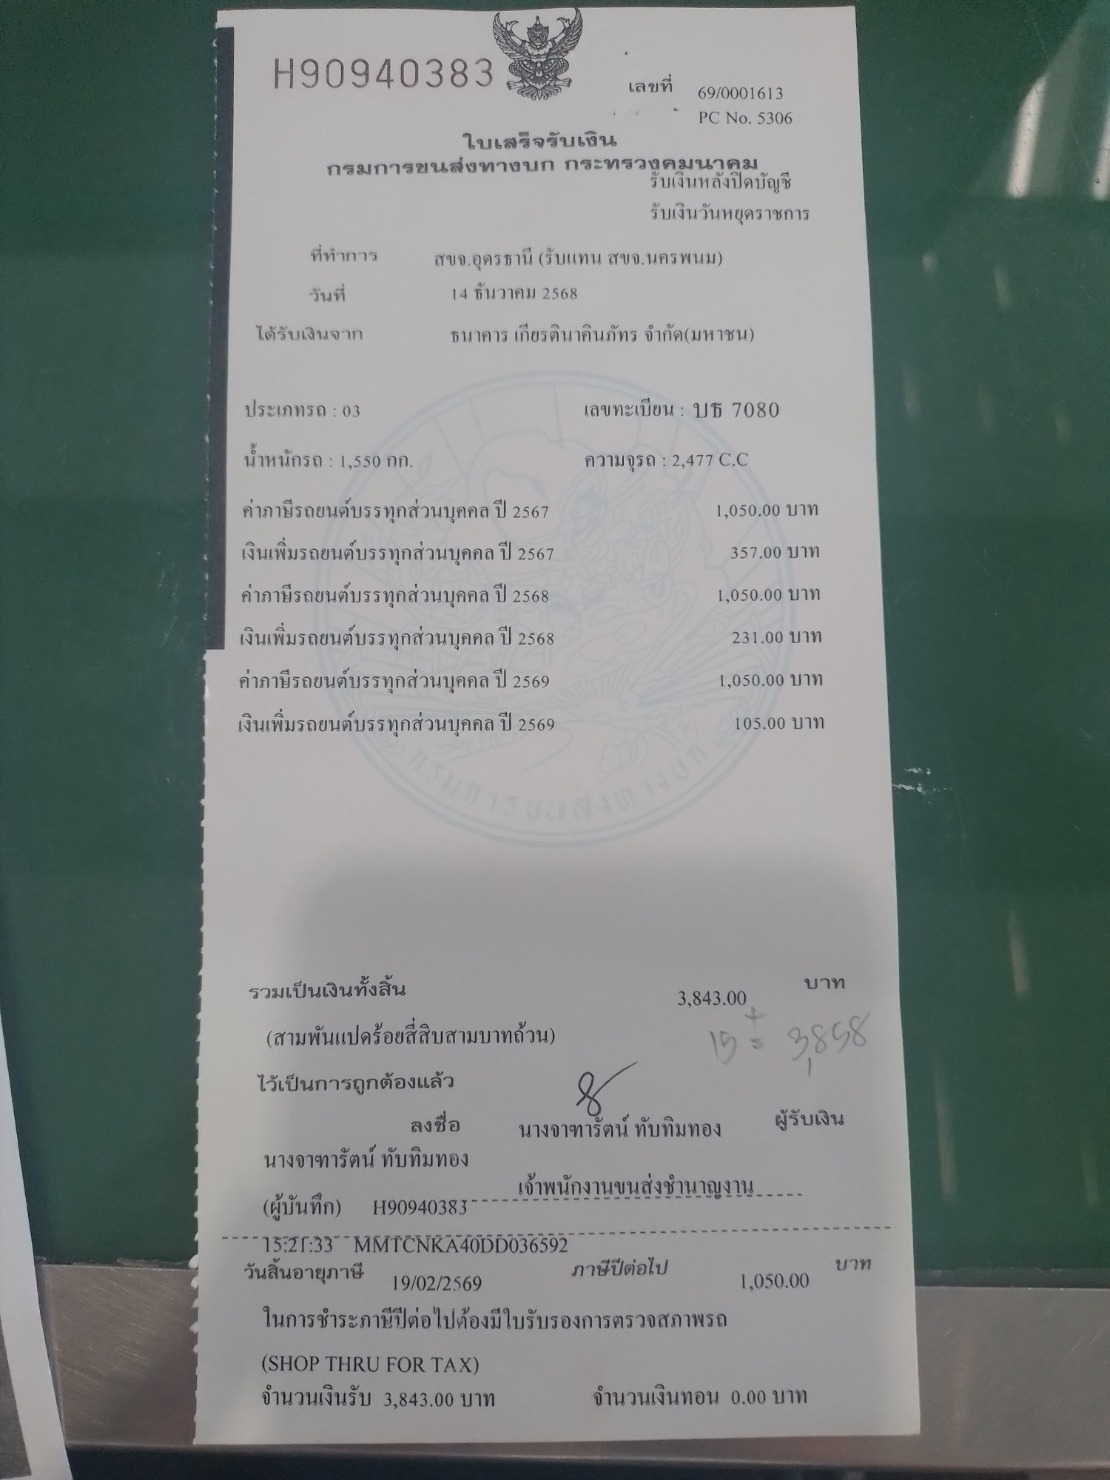 H90940383
เลขที่ 69/0001613
PC No. 5306
ใบเสร็จรับเงิน
กรมการขนส่งทางบก กระทรวงคมนาคม
รับเงินหลังปิดบัญชี
รับเงินวันหยุดราชการ
ที่ทำการ สขจ.อุดรธานี (รับแทน สขจ.นครพนม)
วันที่ 14 ธันวาคม 2568
ได้รับเงินจาก ธนาคาร เกียรตินาคินภัทร จำกัด(มหาชน)
ประเภทรถ : 03 เลขทะเบียน : บธ 7080
น้ำหนักรถ : 1,550 กก. ความจุรถ : 2,477 C.C
ค่าภาษีรถยนต์บรรทุกส่วนบุคคล ปี 2567 1,050.00 บาท
เงินเพิ่มรถยนต์บรรทุกส่วนบุคคล ปี 2567 357.00 บาท
ค่าภาษีรถยนต์บรรทุกส่วนบุคคล ปี 2568 1,050.00 บาท
เงินเพิ่มรถยนต์บรรทุกส่วนบุคคล ปี 2568 231.00 บาท
ค่าภาษีรถยนต์บรรทุกส่วนบุคคล ปี 2569 1,050.00 บาท
เงินเพิ่มรถยนต์บรรทุกส่วนบุคคล ปี 2569 105.00 บาท
กรมการขนส่งทางบก
รวมเป็นเงินทั้งสิ้น 3,843.00 บาท
+
(สามพันแปดร้อยสี่สิบสามบาทถ้วน) 15 = 3,858
ไว้เป็นการถูกต้องแล้ว
ลงชื่อ นางจาฑารัตน์ ทับทิมทอง ผู้รับเงิน
นางจาฑารัตน์ ทับทิมทอง
เจ้าพนักงานขนส่งชำนาญงาน
(ผู้บันทึก) H90940383
15:21:33 MMTCNKA40DD036592
วันสิ้นอายุภาษี 19/02/2569 ภาษีปีต่อไป 1,050.00 บาท
ในการชำระภาษีปีต่อไปต้องมีใบรับรองการตรวจสภาพรถ
(SHOP THRU FOR TAX)
จำนวนเงินรับ 3,843.00 บาท จำนวนเงินทอน 0.00 บาท